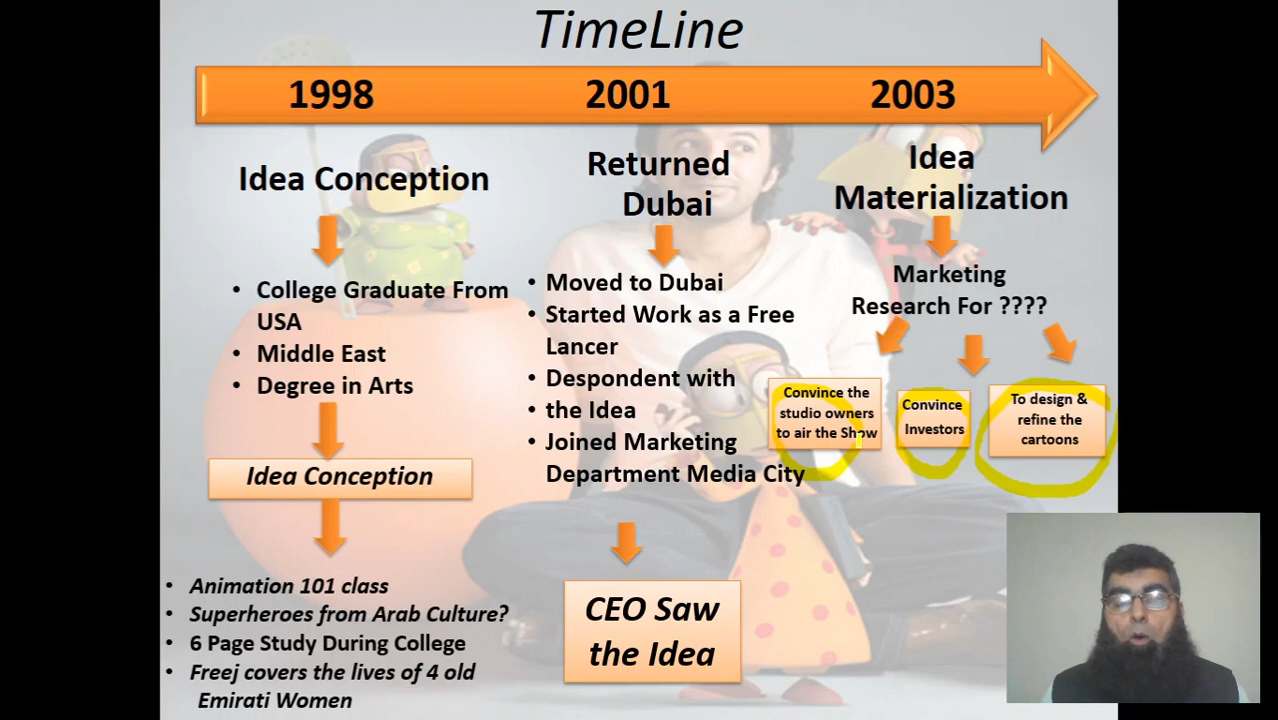 TimeLine
1998
2001
2003
Idea Conception
• College Graduate From
USA
• Middle East
• Degree in Arts
Idea Conception
• Animation 101 class
• Superheroes from Arab Culture?
• 6 Page Study During College
• Freej covers the lives of 4 old
Emirati Women
Returned
Dubai
• Moved to Dubai
• Started Work as a Free
Lancer
• Despondent with
• the Idea
• Joined Marketing
Department Media City
CEO Saw
the Idea
Idea
Materialization
Marketing
Research For ????
Convince the
studio owners
to air the Show
Convince
Investors
To design &
refine the
cartoons